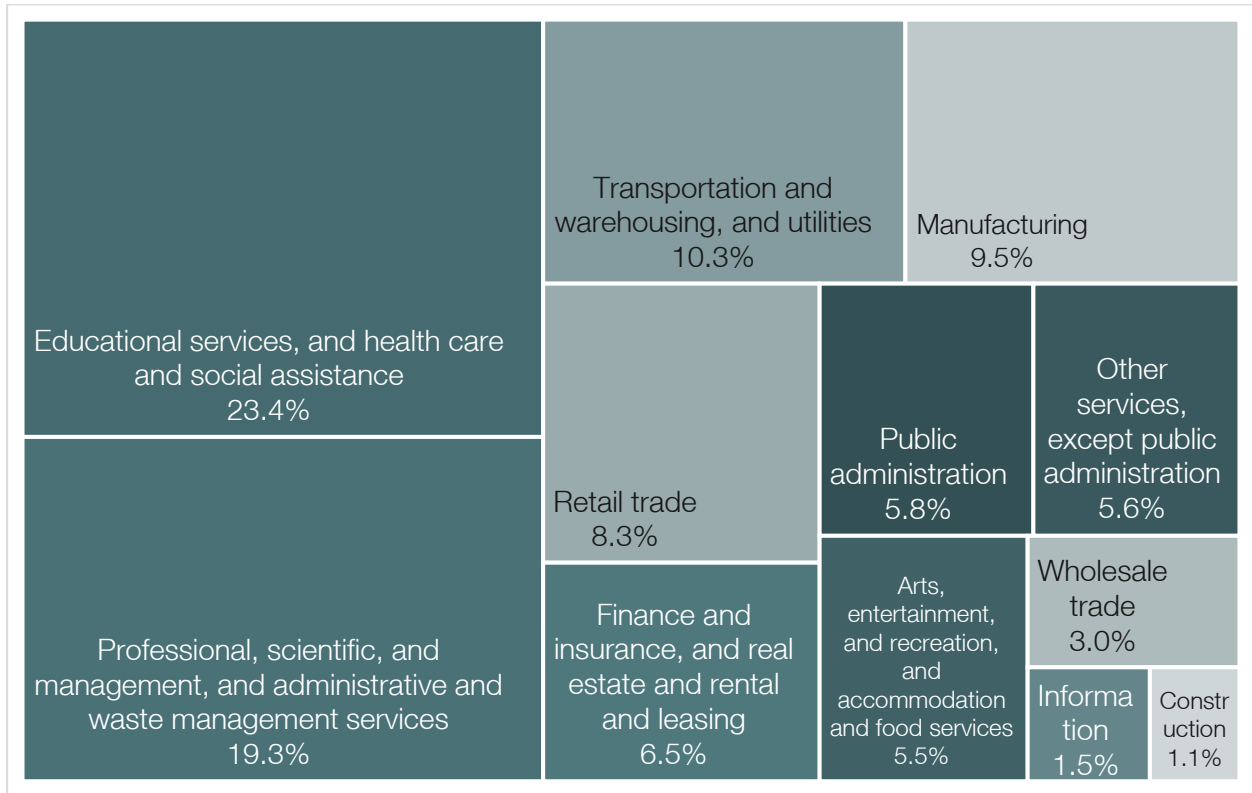 Educational services, and health care
and social assistance
23.4%
Professional, scientific, and
management, and administrative and
waste management services
19.3%
Transportation and
warehousing, and utilities
10.3%
Manufacturing
9.5%
Retail trade
8.3%
Finance and
insurance, and real
estate and rental
and leasing
6.5%
Public
administration
5.8%
Other
services,
except public
administration
5.6%
Arts,
entertainment,
and recreation,
and
accommodation
and food services
5.5%
Wholesale
trade
3.0%
Informa
tion
1.5%
Constr
uction
1.1%